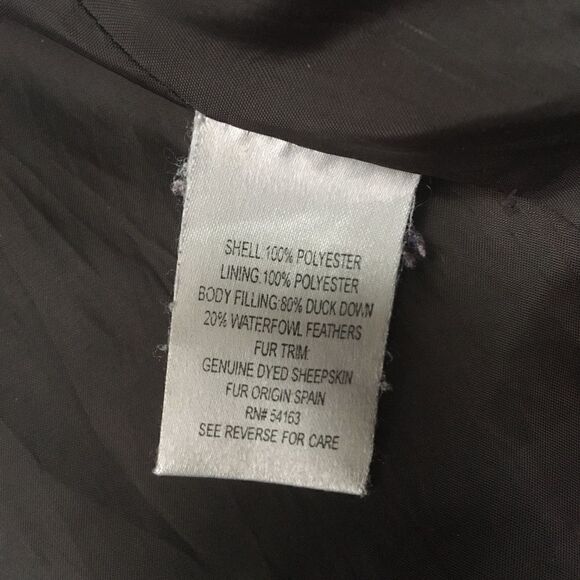 SHELL:100% POLYESTER
LINING:100% POLYESTER
BODY FILLING:80% DUCK DOWN
20% WATERFOWL FEATHERS
FUR TRIM:
GENUINE DYED SHEEPSKIN
FUR ORIGIN SPAIN
RN# 54163
SEE REVERSE FOR CARE